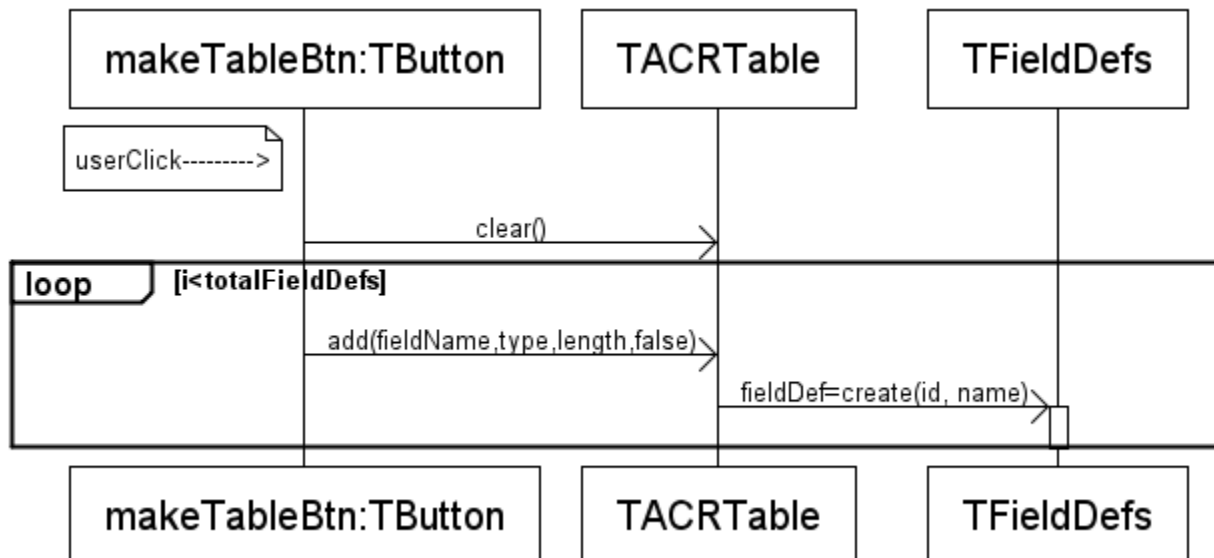 makeTableBtn:TButton
TACRTable
TFieldDefs
userClick--------->
clear()
loop
[i<totalFieldDefs]
add(fieldName,type,length,false)
fieldDef=create(id, name)
makeTableBtn:TButton
TACRTable
TFieldDefs